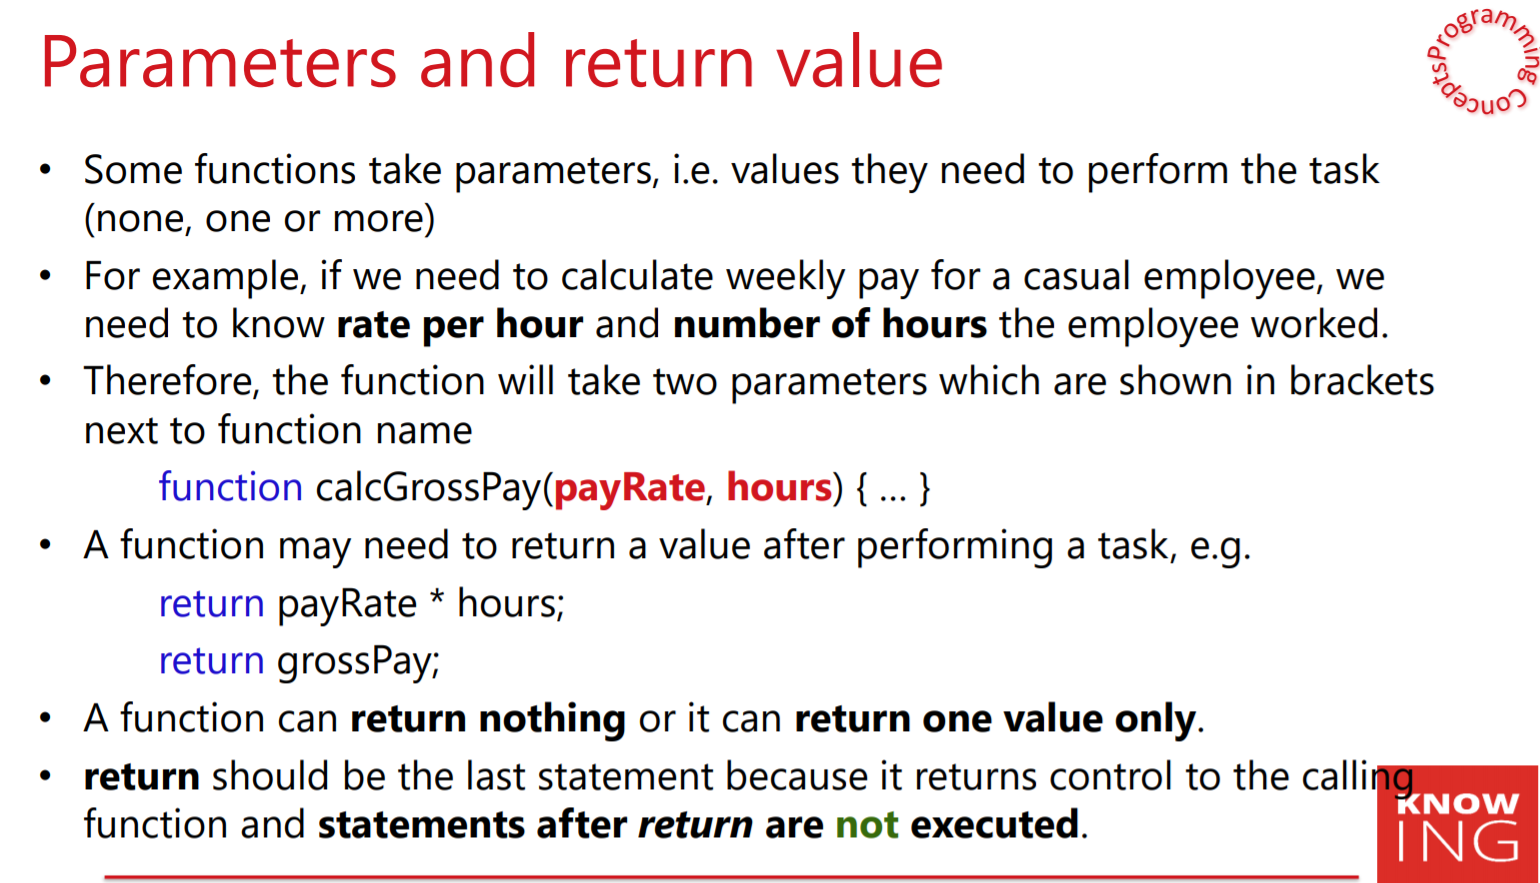 Parameters and return value
Programming Concepts
• Some functions take parameters, i.e. values they need to perform the task
(none, one or more)
• For example, if we need to calculate weekly pay for a casual employee, we
need to know rate per hour and number of hours the employee worked.
• Therefore, the function will take two parameters which are shown in brackets
next to function name
function calcGrossPay(payRate, hours) { ... }
• A function may need to return a value after performing a task, e.g.
return payRate * hours;
return grossPay;
• A function can return nothing or it can return one value only.
• return should be the last statement because it returns control to the calling
function and statements after return are not executed.
KNOW
ING